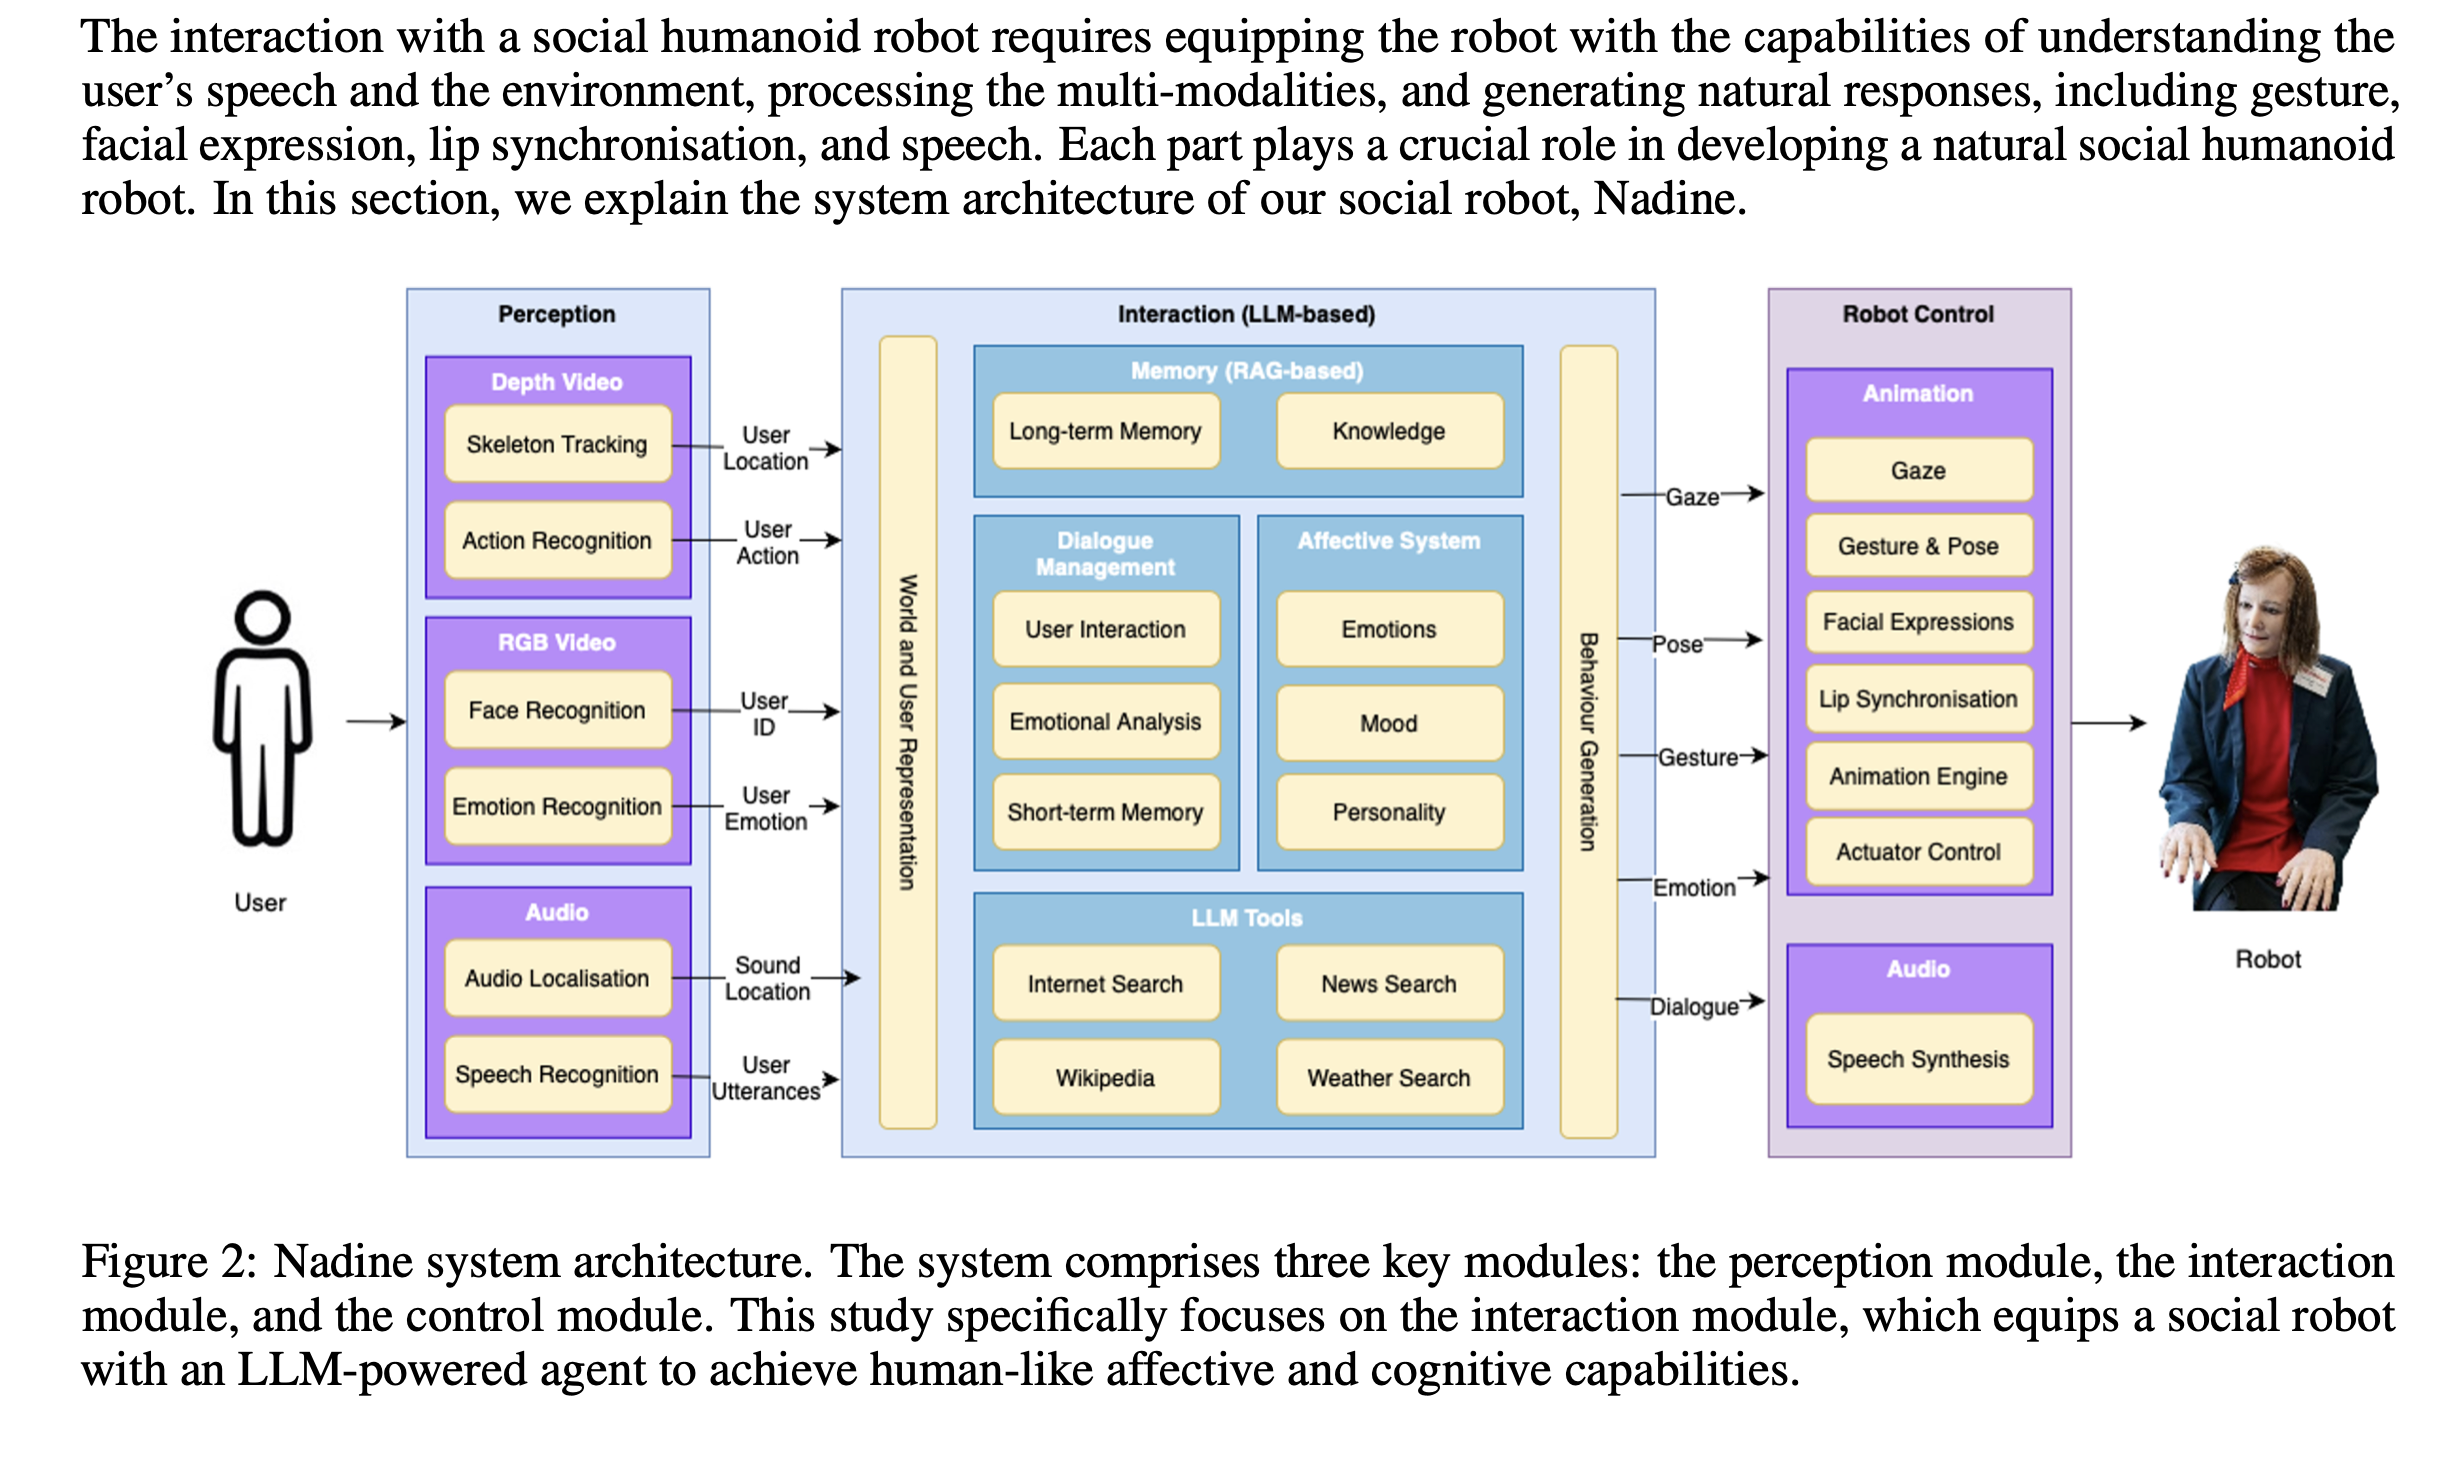 The interaction with a social humanoid robot requires equipping the robot with the capabilities of understanding the
user’s speech and the environment, processing the multi-modalities, and generating natural responses, including gesture,
facial expression, lip synchronisation, and speech. Each part plays a crucial role in developing a natural social humanoid
robot. In this section, we explain the system architecture of our social robot, Nadine.
User
Perception
Depth Video
Skeleton Tracking
Action Recognition
RGB Video
Face Recognition
Emotion Recognition
Audio
Audio Localisation
Speech Recognition
User
Location
User
Action
User
ID
User
Emotion
Sound
Location
User
Utterances
Interaction (LLM-based)
World and User Representation
Memory (RAG-based)
Long-term Memory
Knowledge
Dialogue
Management
User Interaction
Emotional Analysis
Short-term Memory
Affective System
Emotions
Mood
Personality
LLM Tools
Internet Search
News Search
Wikipedia
Weather Search
Behaviour Generation
Gaze
Pose
Gesture
Emotion
Dialogue
Robot Control
Animation
Gaze
Gesture & Pose
Facial Expressions
Lip Synchronisation
Animation Engine
Actuator Control
Audio
Speech Synthesis
Robot
Figure 2: Nadine system architecture. The system comprises three key modules: the perception module, the interaction
module, and the control module. This study specifically focuses on the interaction module, which equips a social robot
with an LLM-powered agent to achieve human-like affective and cognitive capabilities.